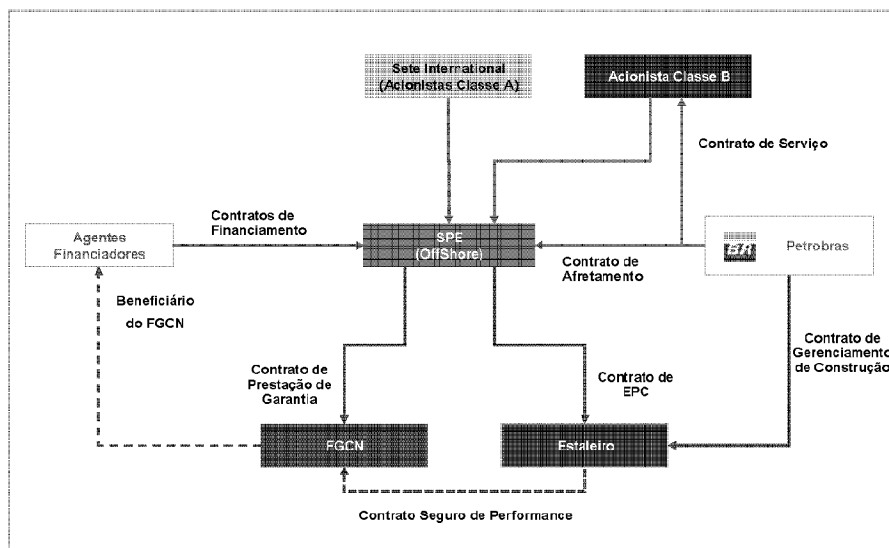 Sete International
(Acionistas Classe A)
Acionista Classe B
Contrato de Serviço
Contratos de
Financiamento
Agentes
Financiadores
SPE
(OffShore)
Contrato de
Afretamento
BR
Petrobras
Beneficiário
do FGCN
Contrato de
Prestação de
Garantia
Contrato de
EPC
Contrato de
Gerenciamento
de Construção
FGCN
Estaleiro
Contrato Seguro de Performance